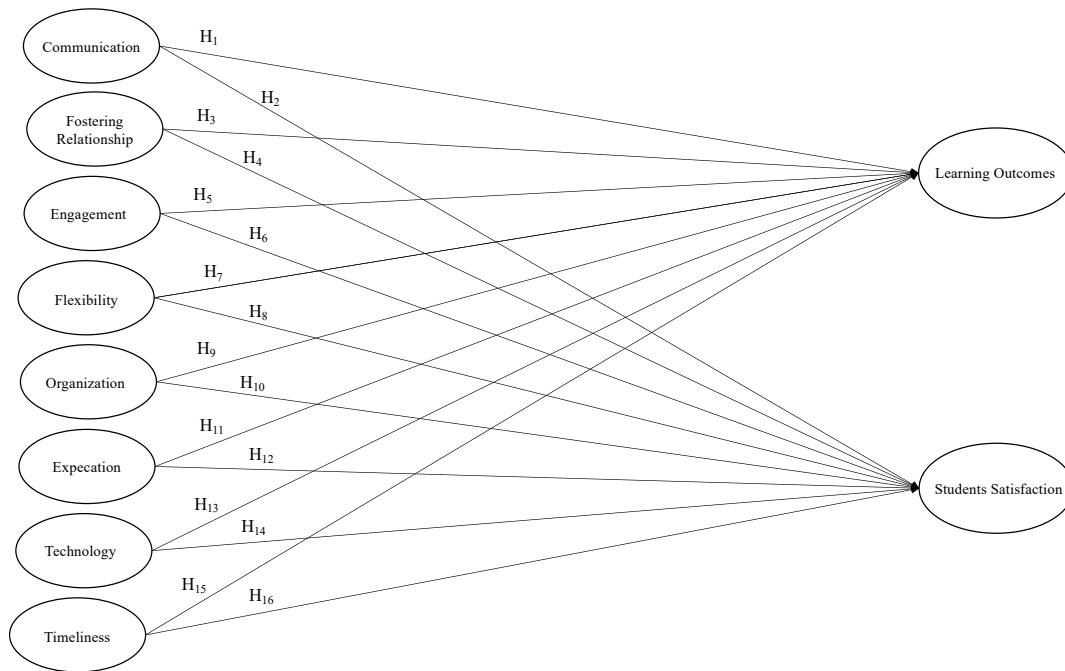 Communication
H1
H2
Fostering
Relationship
H3
H4
Learning Outcomes
Engagement
H5
H6
Flexibility
H7
H8
Organization
H9
H10
Expecation
H11
H12
Students Satisfaction
Technology
H13
H14
Timeliness
H15
H16